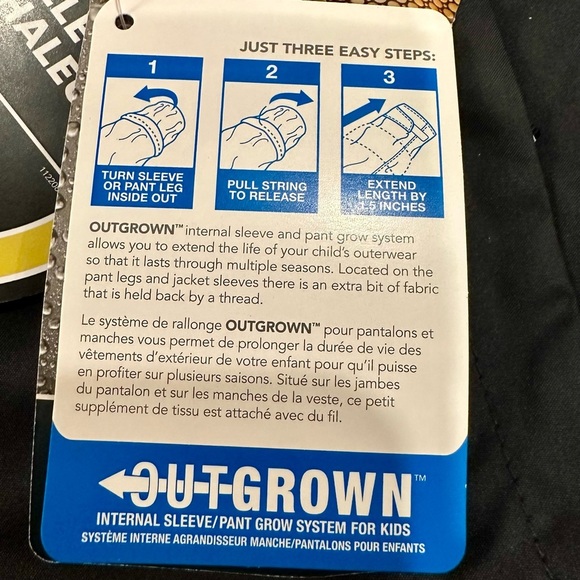 JUST THREE EASY STEPS:
1
TURN SLEEVE
OR PANT LEG
INSIDE OUT
2
PULL STRING
TO RELEASE
3
EXTEND
LENGTH BY
1.5 INCHES
OUTGROWN™ internal sleeve and pant grow system
allows you to extend the life of your child's outerwear
so that it lasts through multiple seasons. Located on the
pant legs and jacket sleeves there is an extra bit of fabric
that is held back by a thread.
Le système de rallonge OUTGROWN™ pour pantalons et
manches vous permet de prolonger la durée de vie des
vêtements d'extérieur de votre enfant pour qu'il puisse
en profiter sur plusieurs saisons. Situé sur les jambes
du pantalon et sur les manches de la veste, ce petit
supplément de tissu est attaché avec du fil.
OUTGROWN™
INTERNAL SLEEVE/PANT GROW SYSTEM FOR KIDS
SYSTÈME INTERNE AGRANDISSEUR MANCHE/PANTALONS POUR ENFANTS